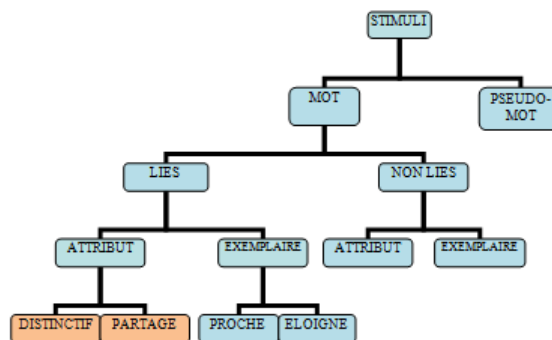 STIMULI
MOT
PSEUDO-
MOT
LIES
NON LIES
ATTRIBUT
EXEMPLAIRE
ATTRIBUT
EXEMPLAIRE
DISTINCTIF
PARTAGE
PROCHE
ELOIGNE